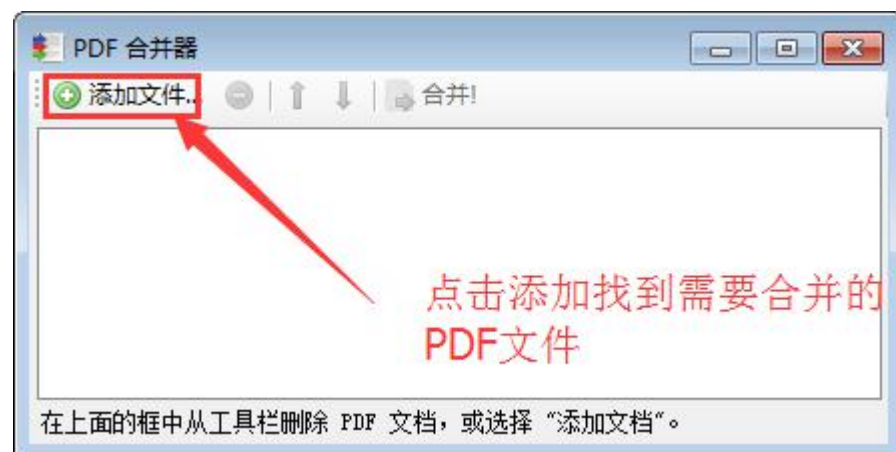 PDF 合并器
添加文件... 合并!
点击添加找到需要合并的
PDF文件
在上面的框中从工具栏删除 PDF 文档，或选择 “添加文档“。